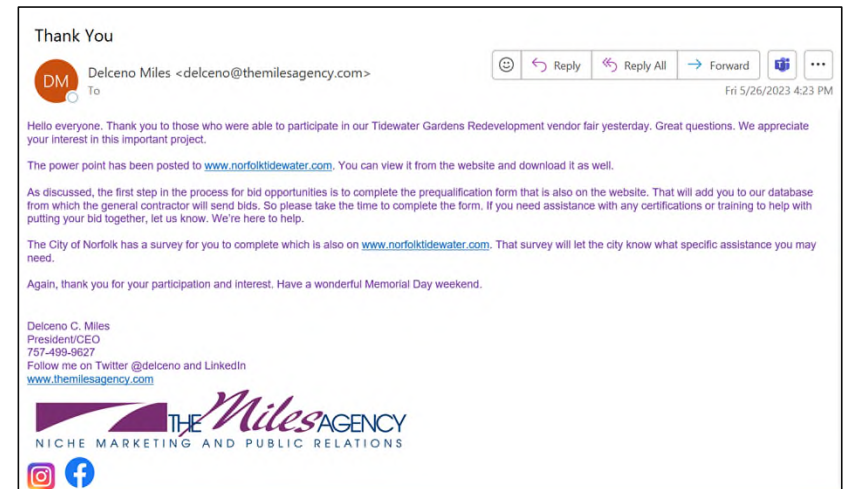 Thank You
DM
Delceno Miles <delceno@themilesagency.com>
To
Reply
Reply All
Forward
Fri 5/26/2023 4:23 PM
Hello everyone. Thank you to those who were able to participate in our Tidewater Gardens Redevelopment vendor fair yesterday. Great questions. We appreciate
your interest in this important project.
The power point has been posted to www.norfolktidewater.com. You can view it from the website and download it as well.
As discussed, the first step in the process for bid opportunities is to complete the prequalification form that is also on the website. That will add you to our database
from which the general contractor will send bids. So please take the time to complete the form. If you need assistance with any certifications or training to help with
putting your bid together, let us know. We're here to help.
The City of Norfolk has a survey for you to complete which is also on www.norfolktidewater.com. That survey will let the city know what specific assistance you may
need.
Again, thank you for your participation and interest. Have a wonderful Memorial Day weekend.
Delceno C. Miles
President/CEO
757-499-9627
Follow me on Twitter @delceno and LinkedIn
www.themilesagency.com
THE Miles AGENCY
NICHE MARKETING AND PUBLIC RELATIONS